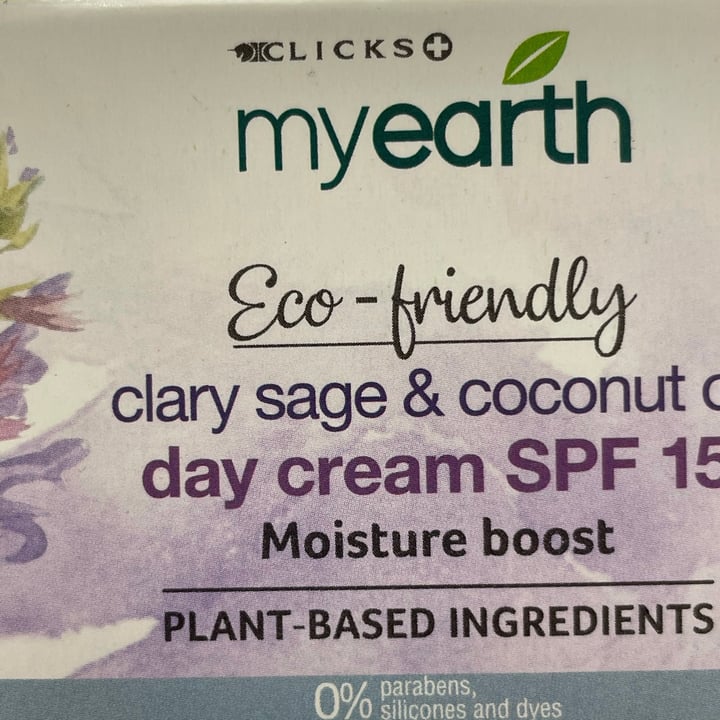 CLICKS
myearth
Eco-friendly
clary sage & coconut
day cream SPF 15
Moisture boost
PLANT-BASED INGREDIENTS
0% parabens,
silicones and dyes